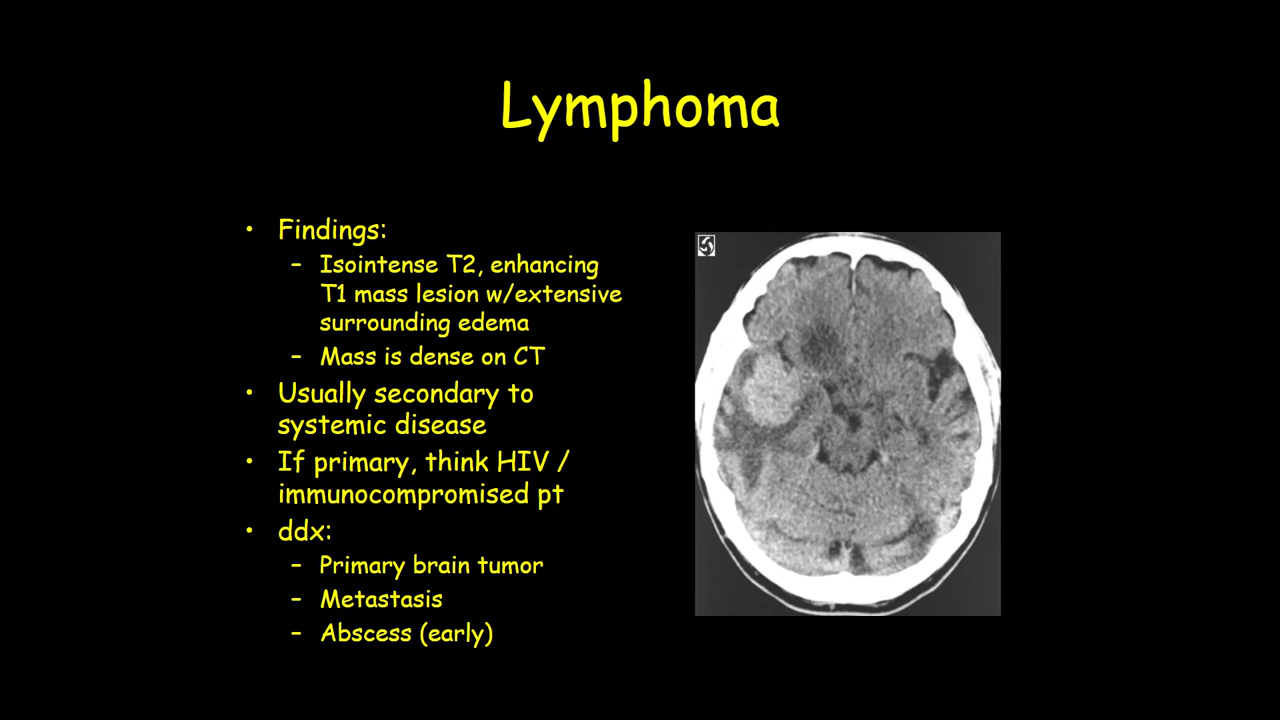 Lymphoma
• Findings:
– Isointense T2, enhancing
T1 mass lesion w/extensive
surrounding edema
– Mass is dense on CT
• Usually secondary to
systemic disease
• If primary, think HIV /
immunocompromised pt
• ddx:
– Primary brain tumor
– Metastasis
– Abscess (early)